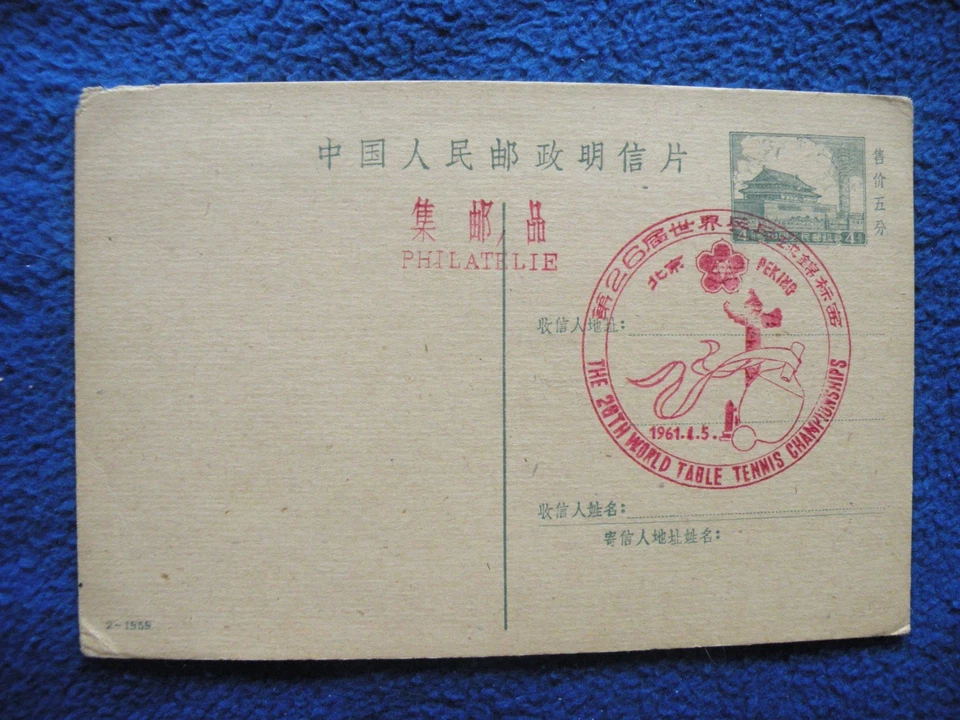 中国人民邮政明信片
售价五分
集邮品
PHILATELIE
第26届世界乒乓球锦标赛
北京
PEKING
收信人地址:
1961.4.5.
THE 26TH WORLD TABLE TENNIS CHAMPIONSHIPS
收信人姓名:
寄信人地址姓名:
2-1959